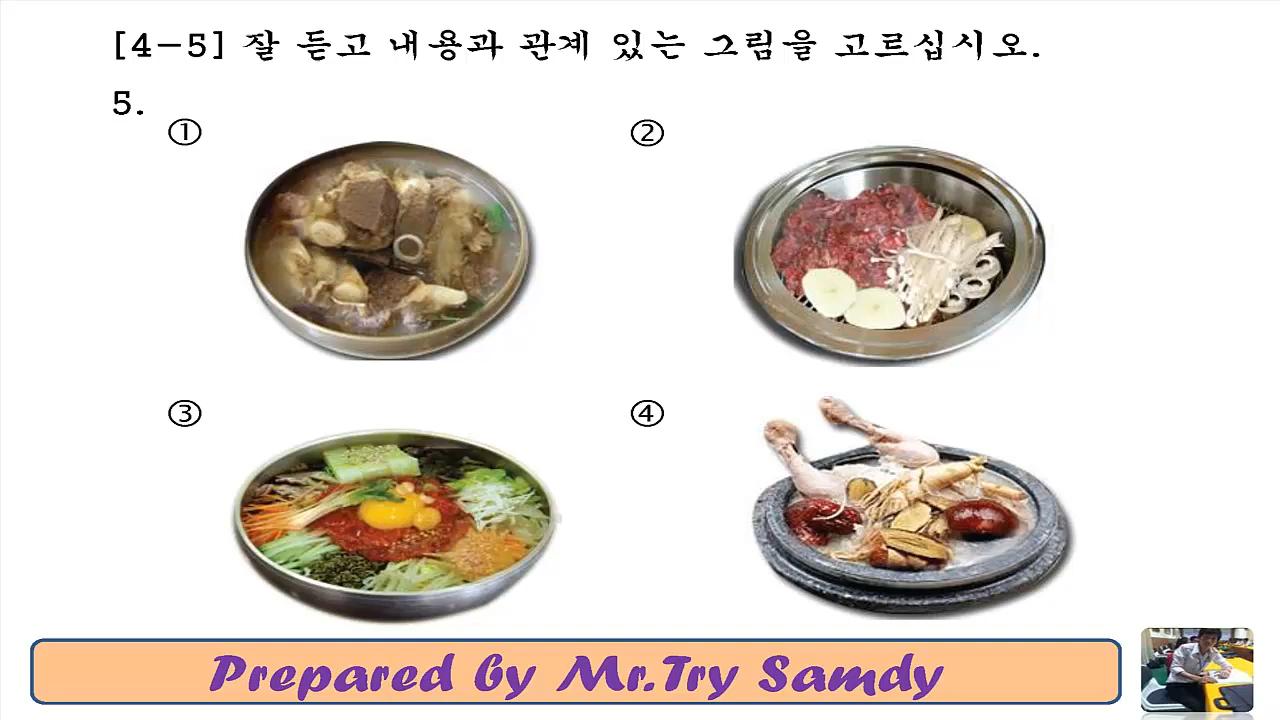 [4-5] 잘 듣고 내용과 관계 있는 그림을 고르십시오.
5.
①
②
③
④
Prepared by Mr.Try Samdy